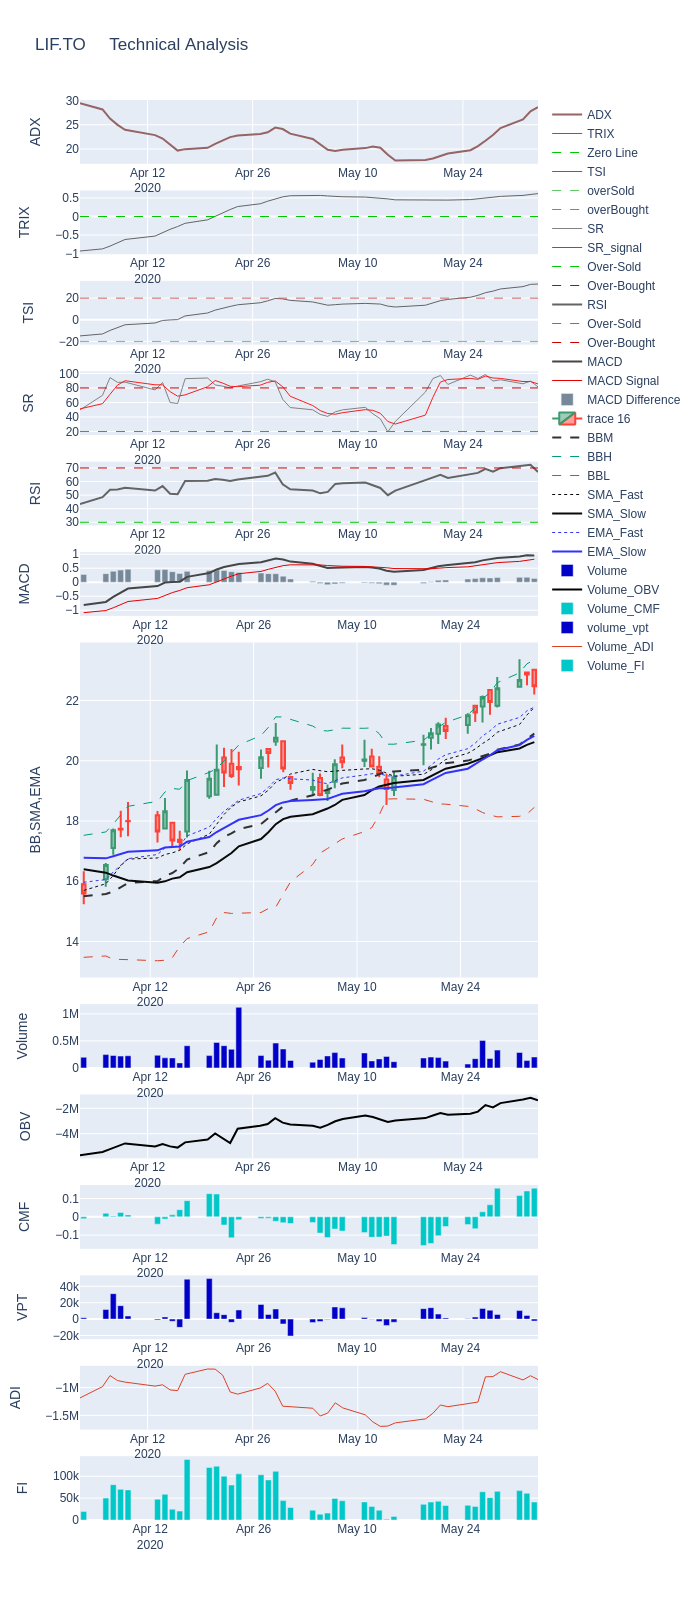 LIF.TO Technical Analysis
ADX
30
25
20
Apr 12
2020
Apr 26
May 10
May 24
TRIX
0.5
0
−0.5
−1
Apr 12
2020
Apr 26
May 10
May 24
TSI
20
0
−20
Apr 12
2020
Apr 26
May 10
May 24
SR
100
80
60
40
20
Apr 12
2020
Apr 26
May 10
May 24
RSI
70
60
50
40
30
Apr 12
2020
Apr 26
May 10
May 24
MACD
1
0.5
0
−0.5
−1
Apr 12
2020
Apr 26
May 10
May 24
BB,SMA,EMA
22
20
18
16
14
Apr 12
2020
Apr 26
May 10
May 24
Volume
1M
0.5M
0
Apr 12
2020
Apr 26
May 10
May 24
OBV
−2M
−4M
Apr 12
2020
Apr 26
May 10
May 24
CMF
0.1
0
−0.1
Apr 12
2020
Apr 26
May 10
May 24
VPT
40k
20k
0
−20k
Apr 12
2020
Apr 26
May 10
May 24
ADI
−1M
−1.5M
Apr 12
2020
Apr 26
May 10
May 24
FI
100k
50k
0
Apr 12
2020
Apr 26
May 10
May 24
ADX
TRIX
Zero Line
TSI
overSold
overBought
SR
SR_signal
Over-Sold
Over-Bought
RSI
Over-Sold
Over-Bought
MACD
MACD Signal
MACD Difference
trace 16
BBM
BBH
BBL
SMA_Fast
SMA_Slow
EMA_Fast
EMA_Slow
Volume
Volume_OBV
Volume_CMF
volume_vpt
Volume_ADI
Volume_FI